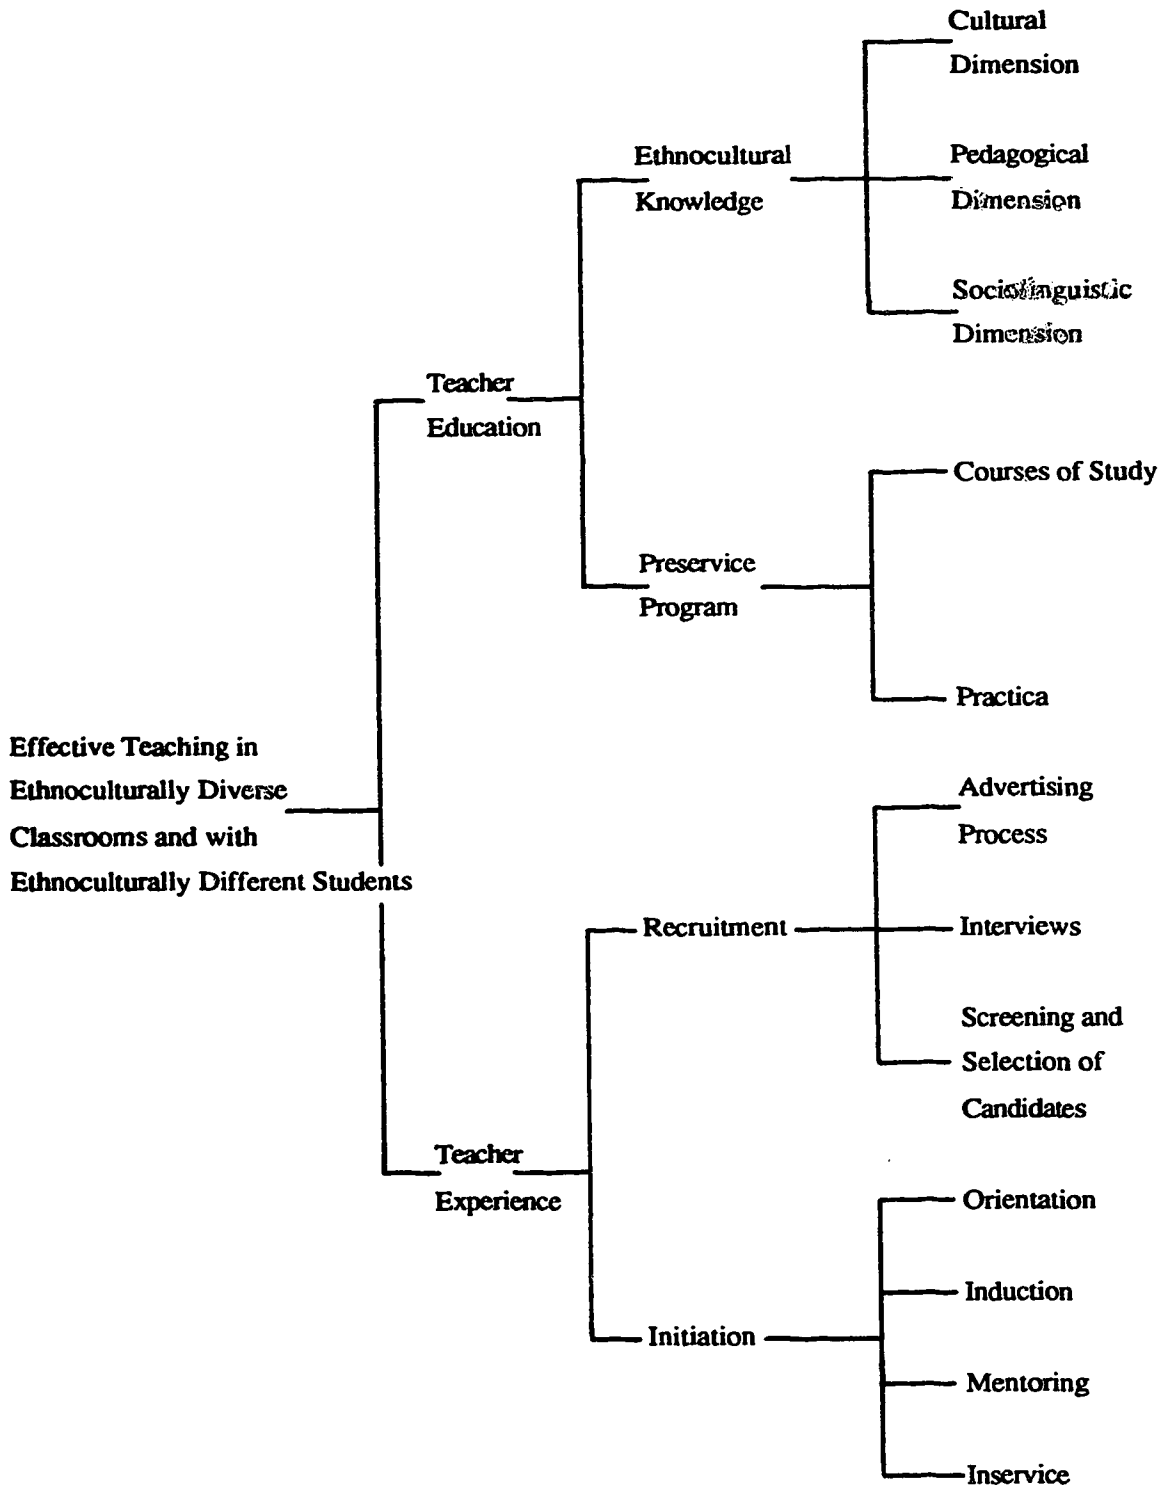 Cultural
Dimension
Ethnocultural
Knowledge
Pedagogical
Dimension
Sociolinguistic
Dimension
Teacher
Education
Courses of Study
Preservice
Program
Practica
Effective Teaching in
Ethnoculturally Diverse
Classrooms and with
Ethnoculturally Different Students
Advertising
Process
Recruitment
Interviews
Screening and
Selection of
Candidates
Teacher
Experience
Orientation
Induction
Initiation
Mentoring
Inservice